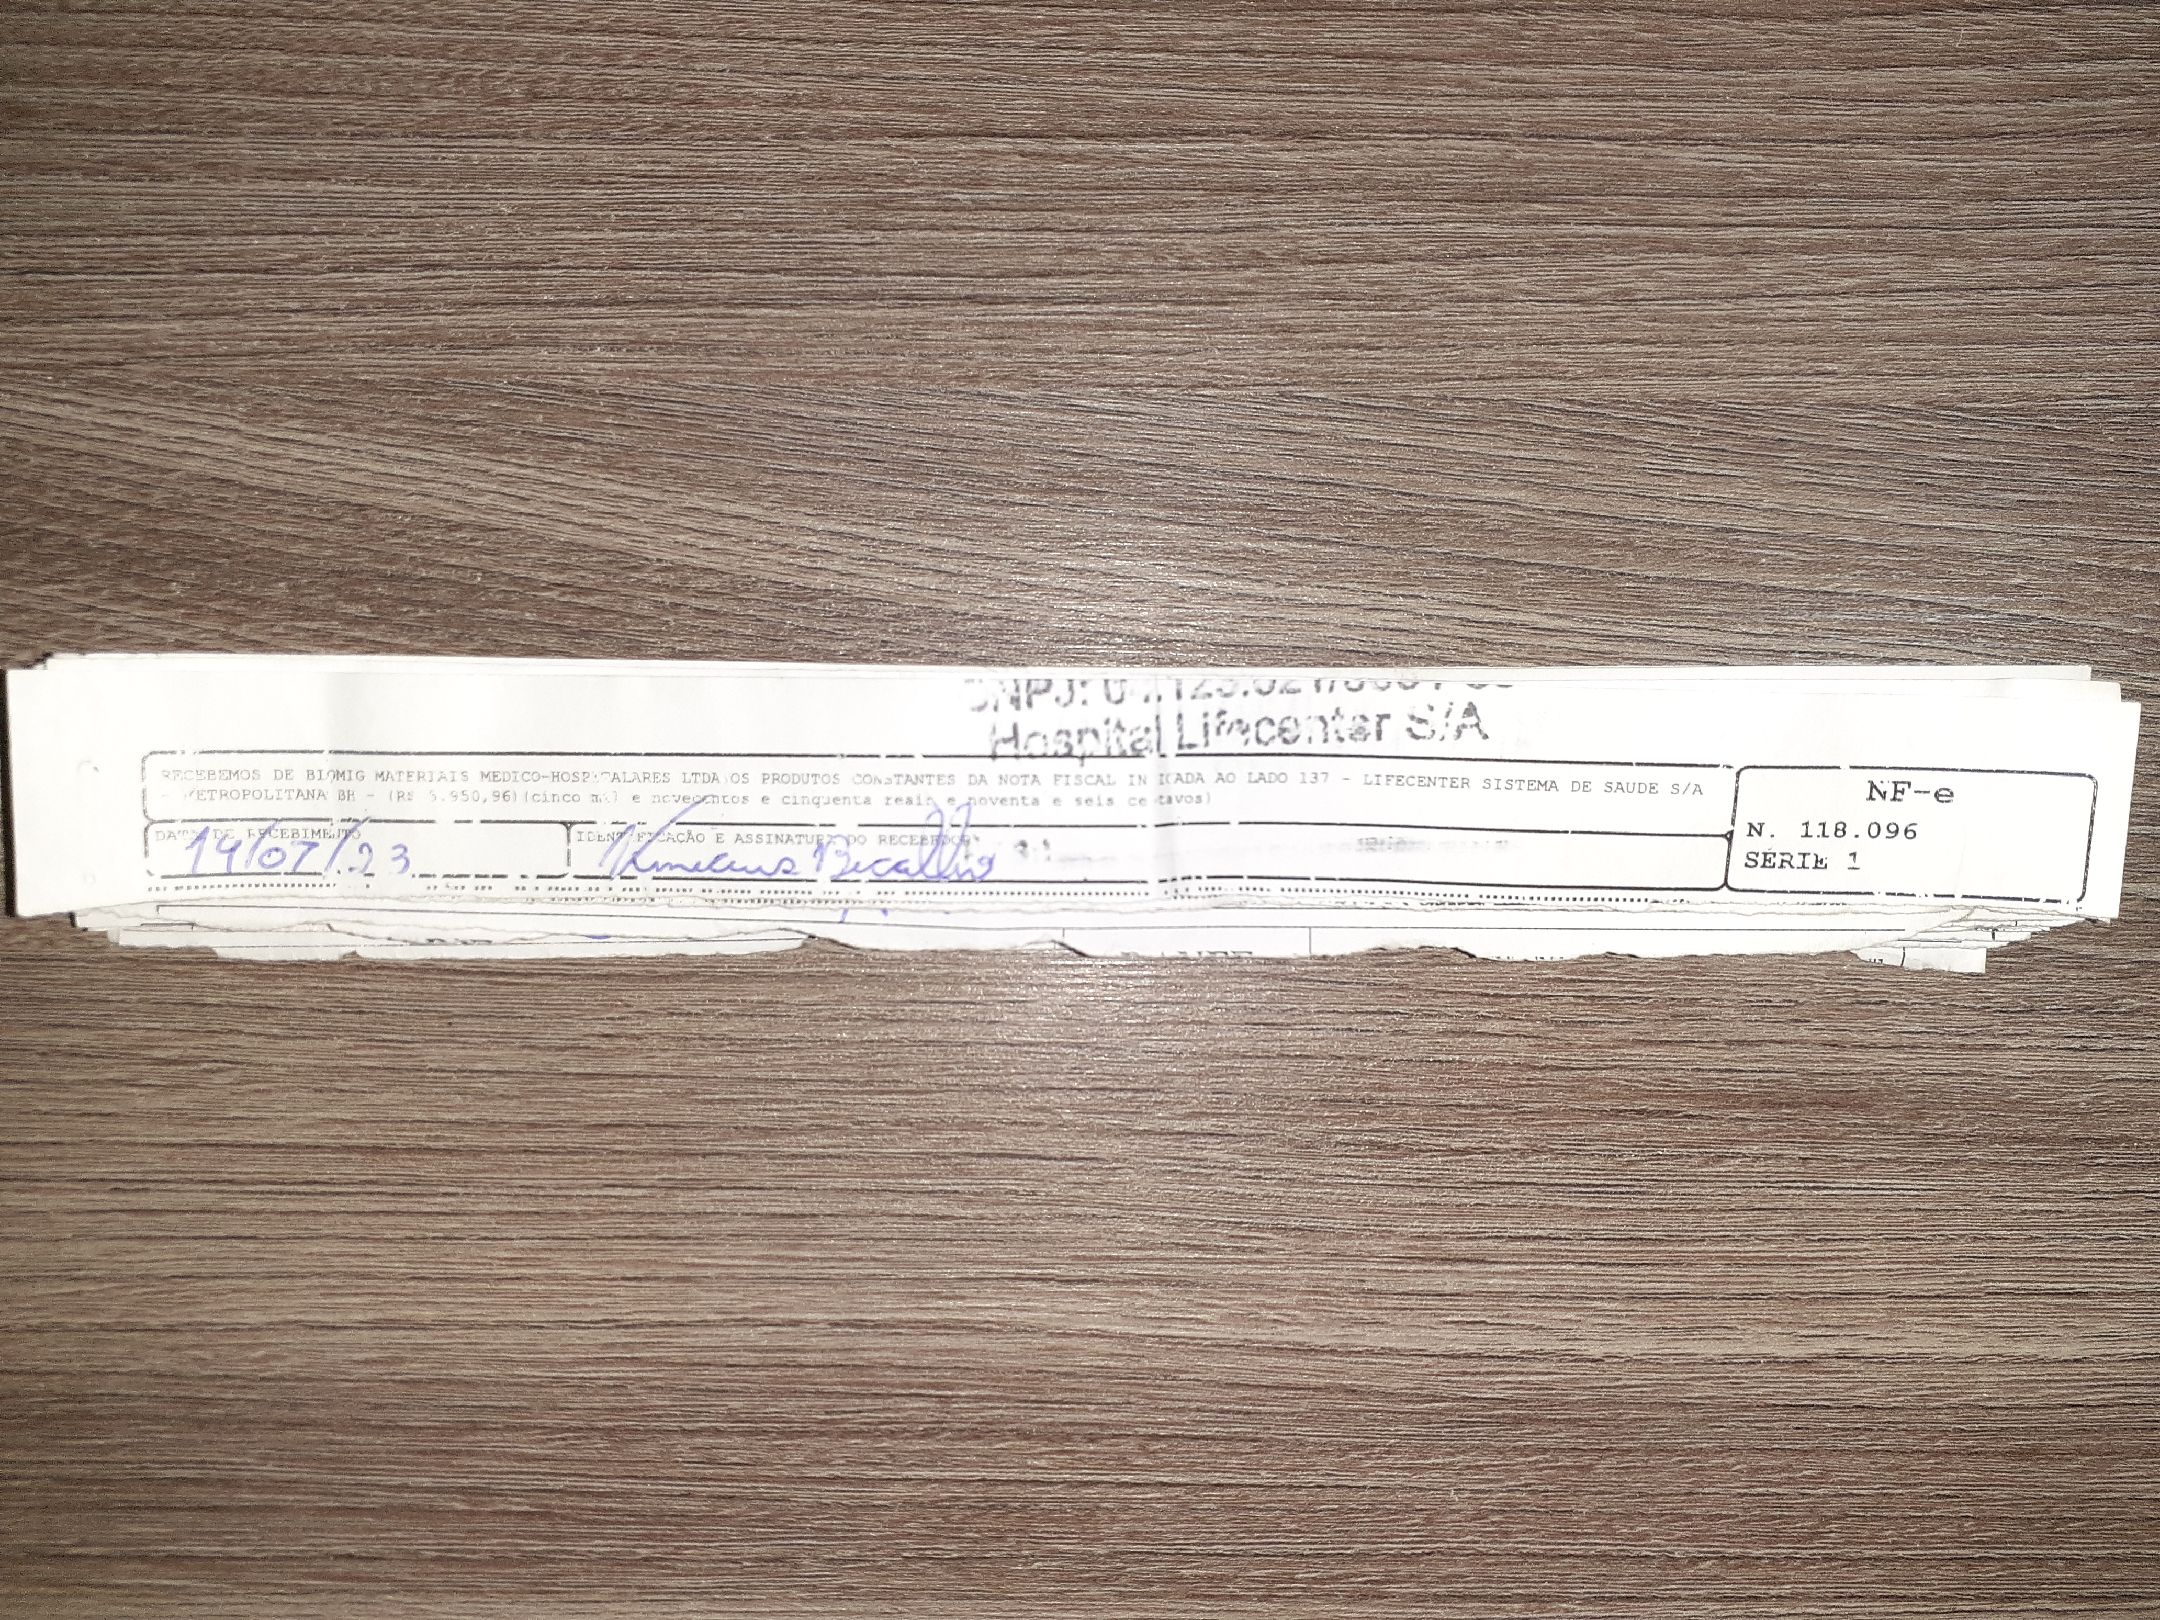 Hospital Lifecenter S/A
RECEBEMOS DE BIOMIG MATERIAIS MEDICO-HOSPITALARES LTDA OS PRODUTOS CONSTANTES DA NOTA FISCAL INDICADA AO LADO 137 - LIFECENTER SISTEMA DE SAUDE S/A
- METROPOLITANA BH - (R$ 5.950,96)(cinco mil e novecentos e cinquenta reais e noventa e seis centavos)
NF-e
N. 118.096
SÉRIE 1
DATA DE RECEBIMENTO
IDENTIFICAÇÃO E ASSINATURA DO RECEBEDOR
14/07/23
Bicalho